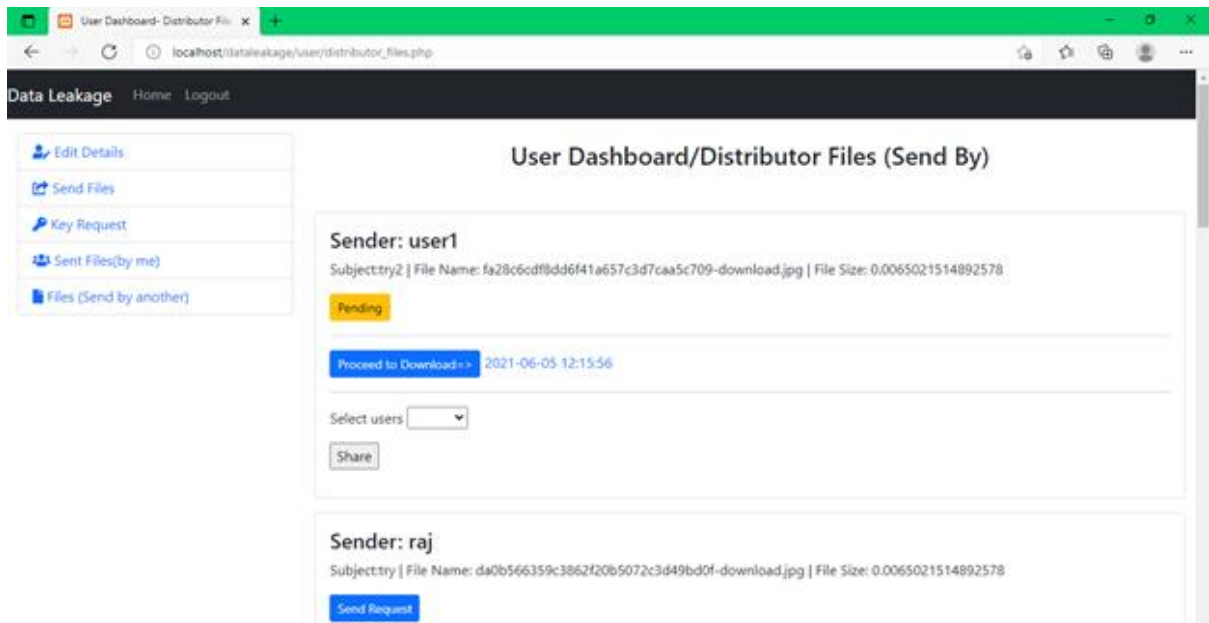 User Dashboard- Distributor Fil
localhost/dataleakage/user/distributor_files.php
Data Leakage Home Logout
Edit Details
Send Files
Key Request
Sent Files(by me)
Files (Send by another)
User Dashboard/Distributor Files (Send By)
Sender: user1
Subject:try2 | File Name: fa28c6cdf8dd6f41a657c3d7caa5c709-download.jpg | File Size: 0.0065021514892578
Pending
Proceed to Download=> 2021-06-05 12:15:56
Select users
Share
Sender: raj
Subject:try | File Name: da0b566359c3862f20b5072c3d49bd0f-download.jpg | File Size: 0.0065021514892578
Send Request